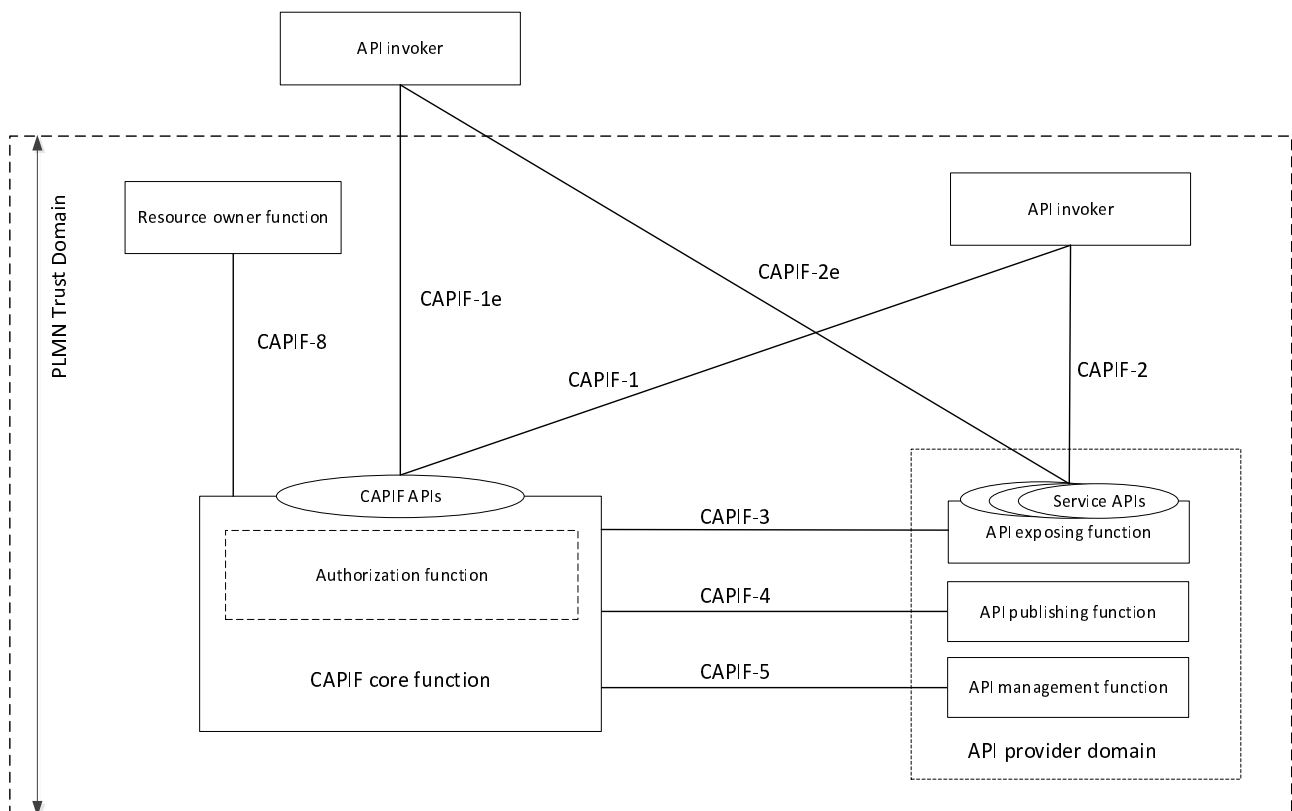 API invoker
Resource owner function
API invoker
PLMN Trust Domain
CAPIF-2e
CAPIF-1e
CAPIF-8
CAPIF-2
CAPIF-1
CAPIF APIs
Service APIs
CAPIF-3
API exposing function
Authorization function
CAPIF-4
API publishing function
CAPIF-5
CAPIF core function
API management function
API provider domain